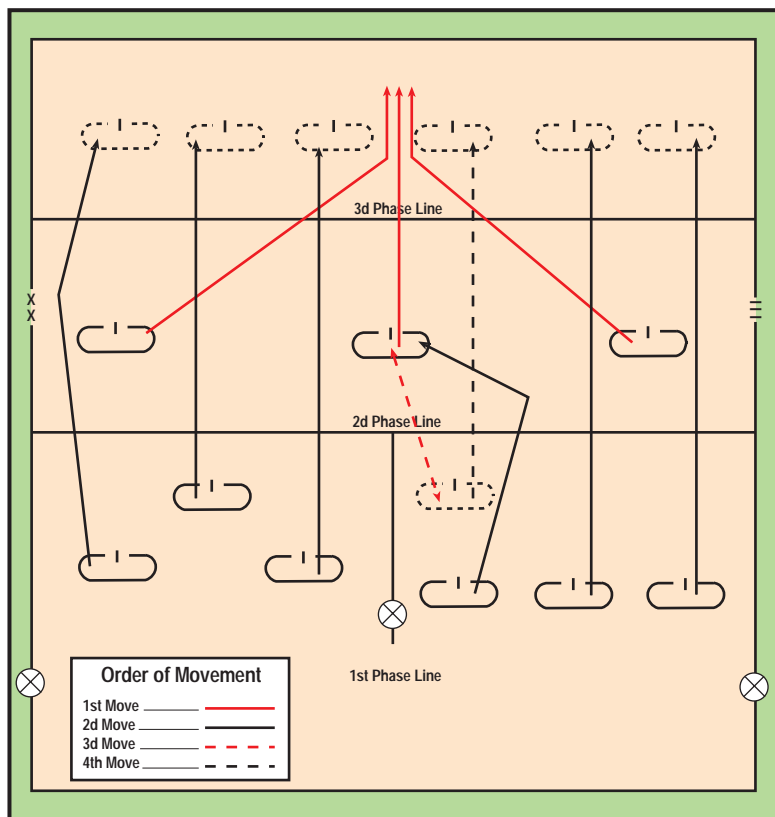 3d Phase Line
X
X
2d Phase Line
1st Phase Line
Order of Movement
1st Move
2d Move
3d Move
4th Move